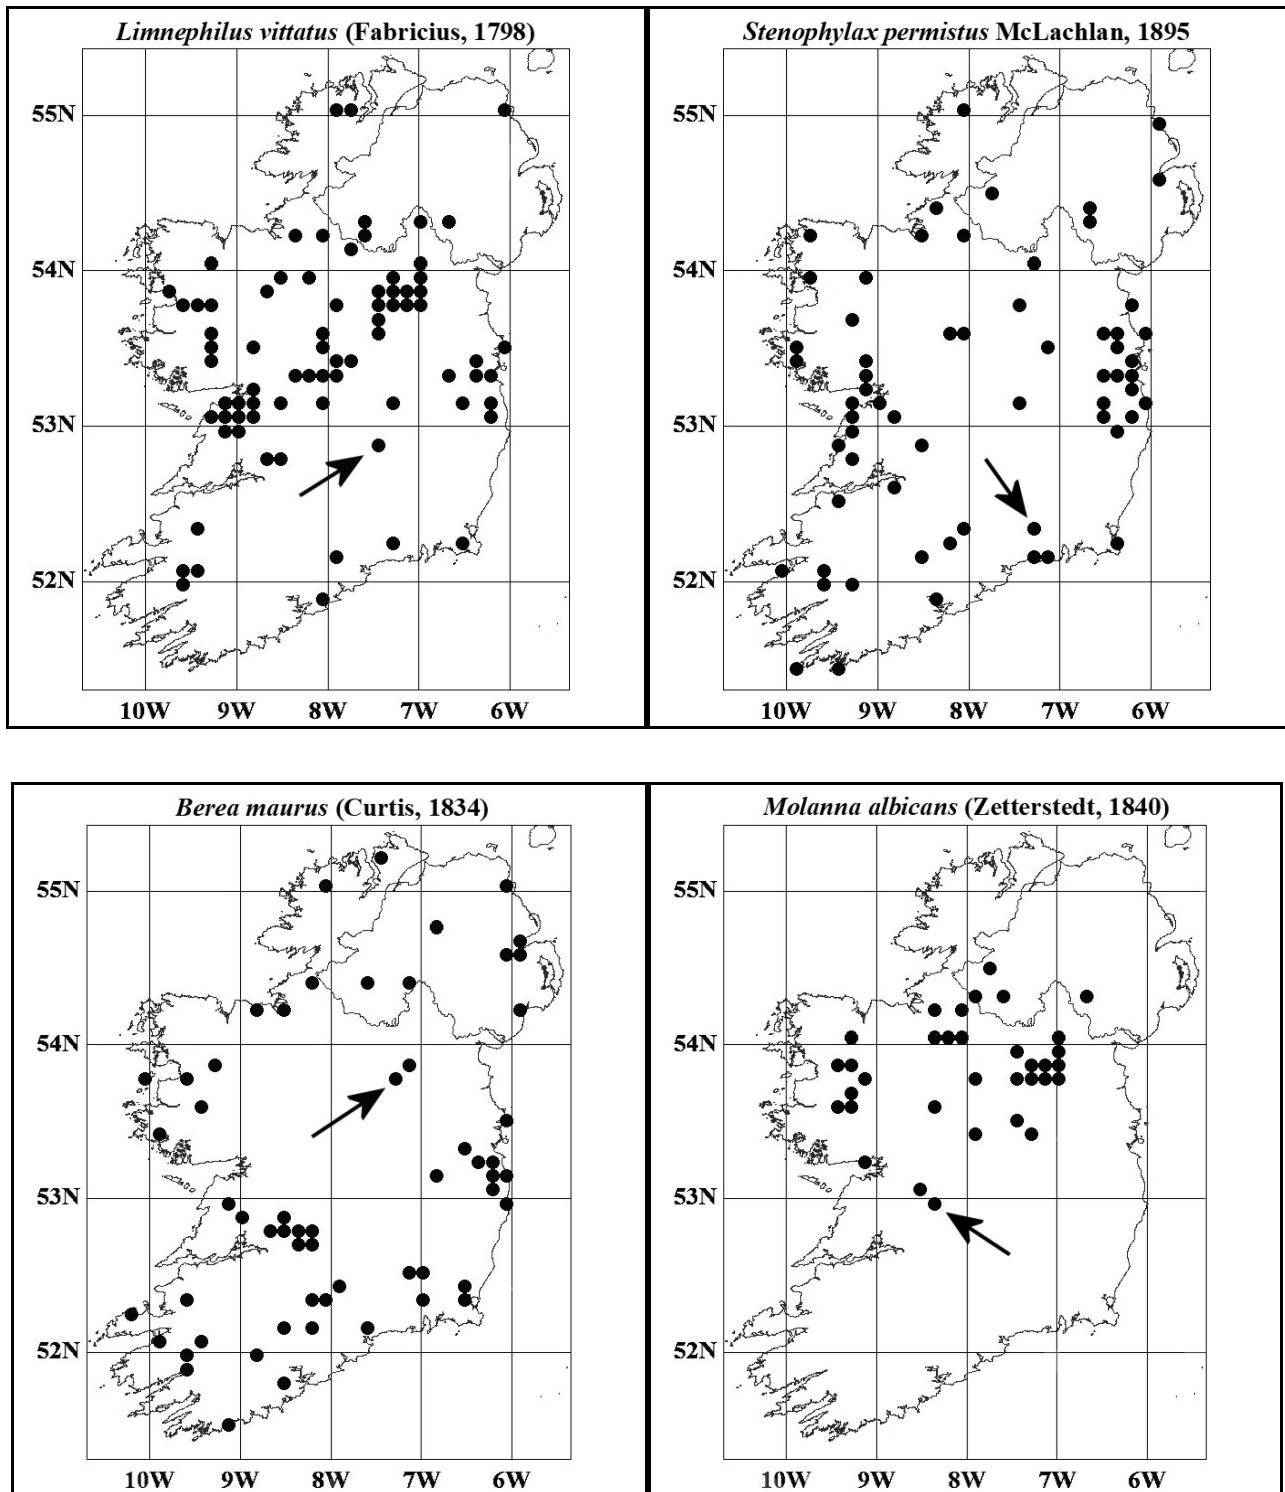 Limnephilus vittatus (Fabricius, 1798)
55N
54N
53N
52N
10W 9W 8W 7W 6W
Stenophylax permistus McLachlan, 1895
55N
54N
53N
52N
10W 9W 8W 7W 6W
Berea maurus (Curtis, 1834)
55N
54N
53N
52N
10W 9W 8W 7W 6W
Molanna albicans (Zetterstedt, 1840)
55N
54N
53N
52N
10W 9W 8W 7W 6W